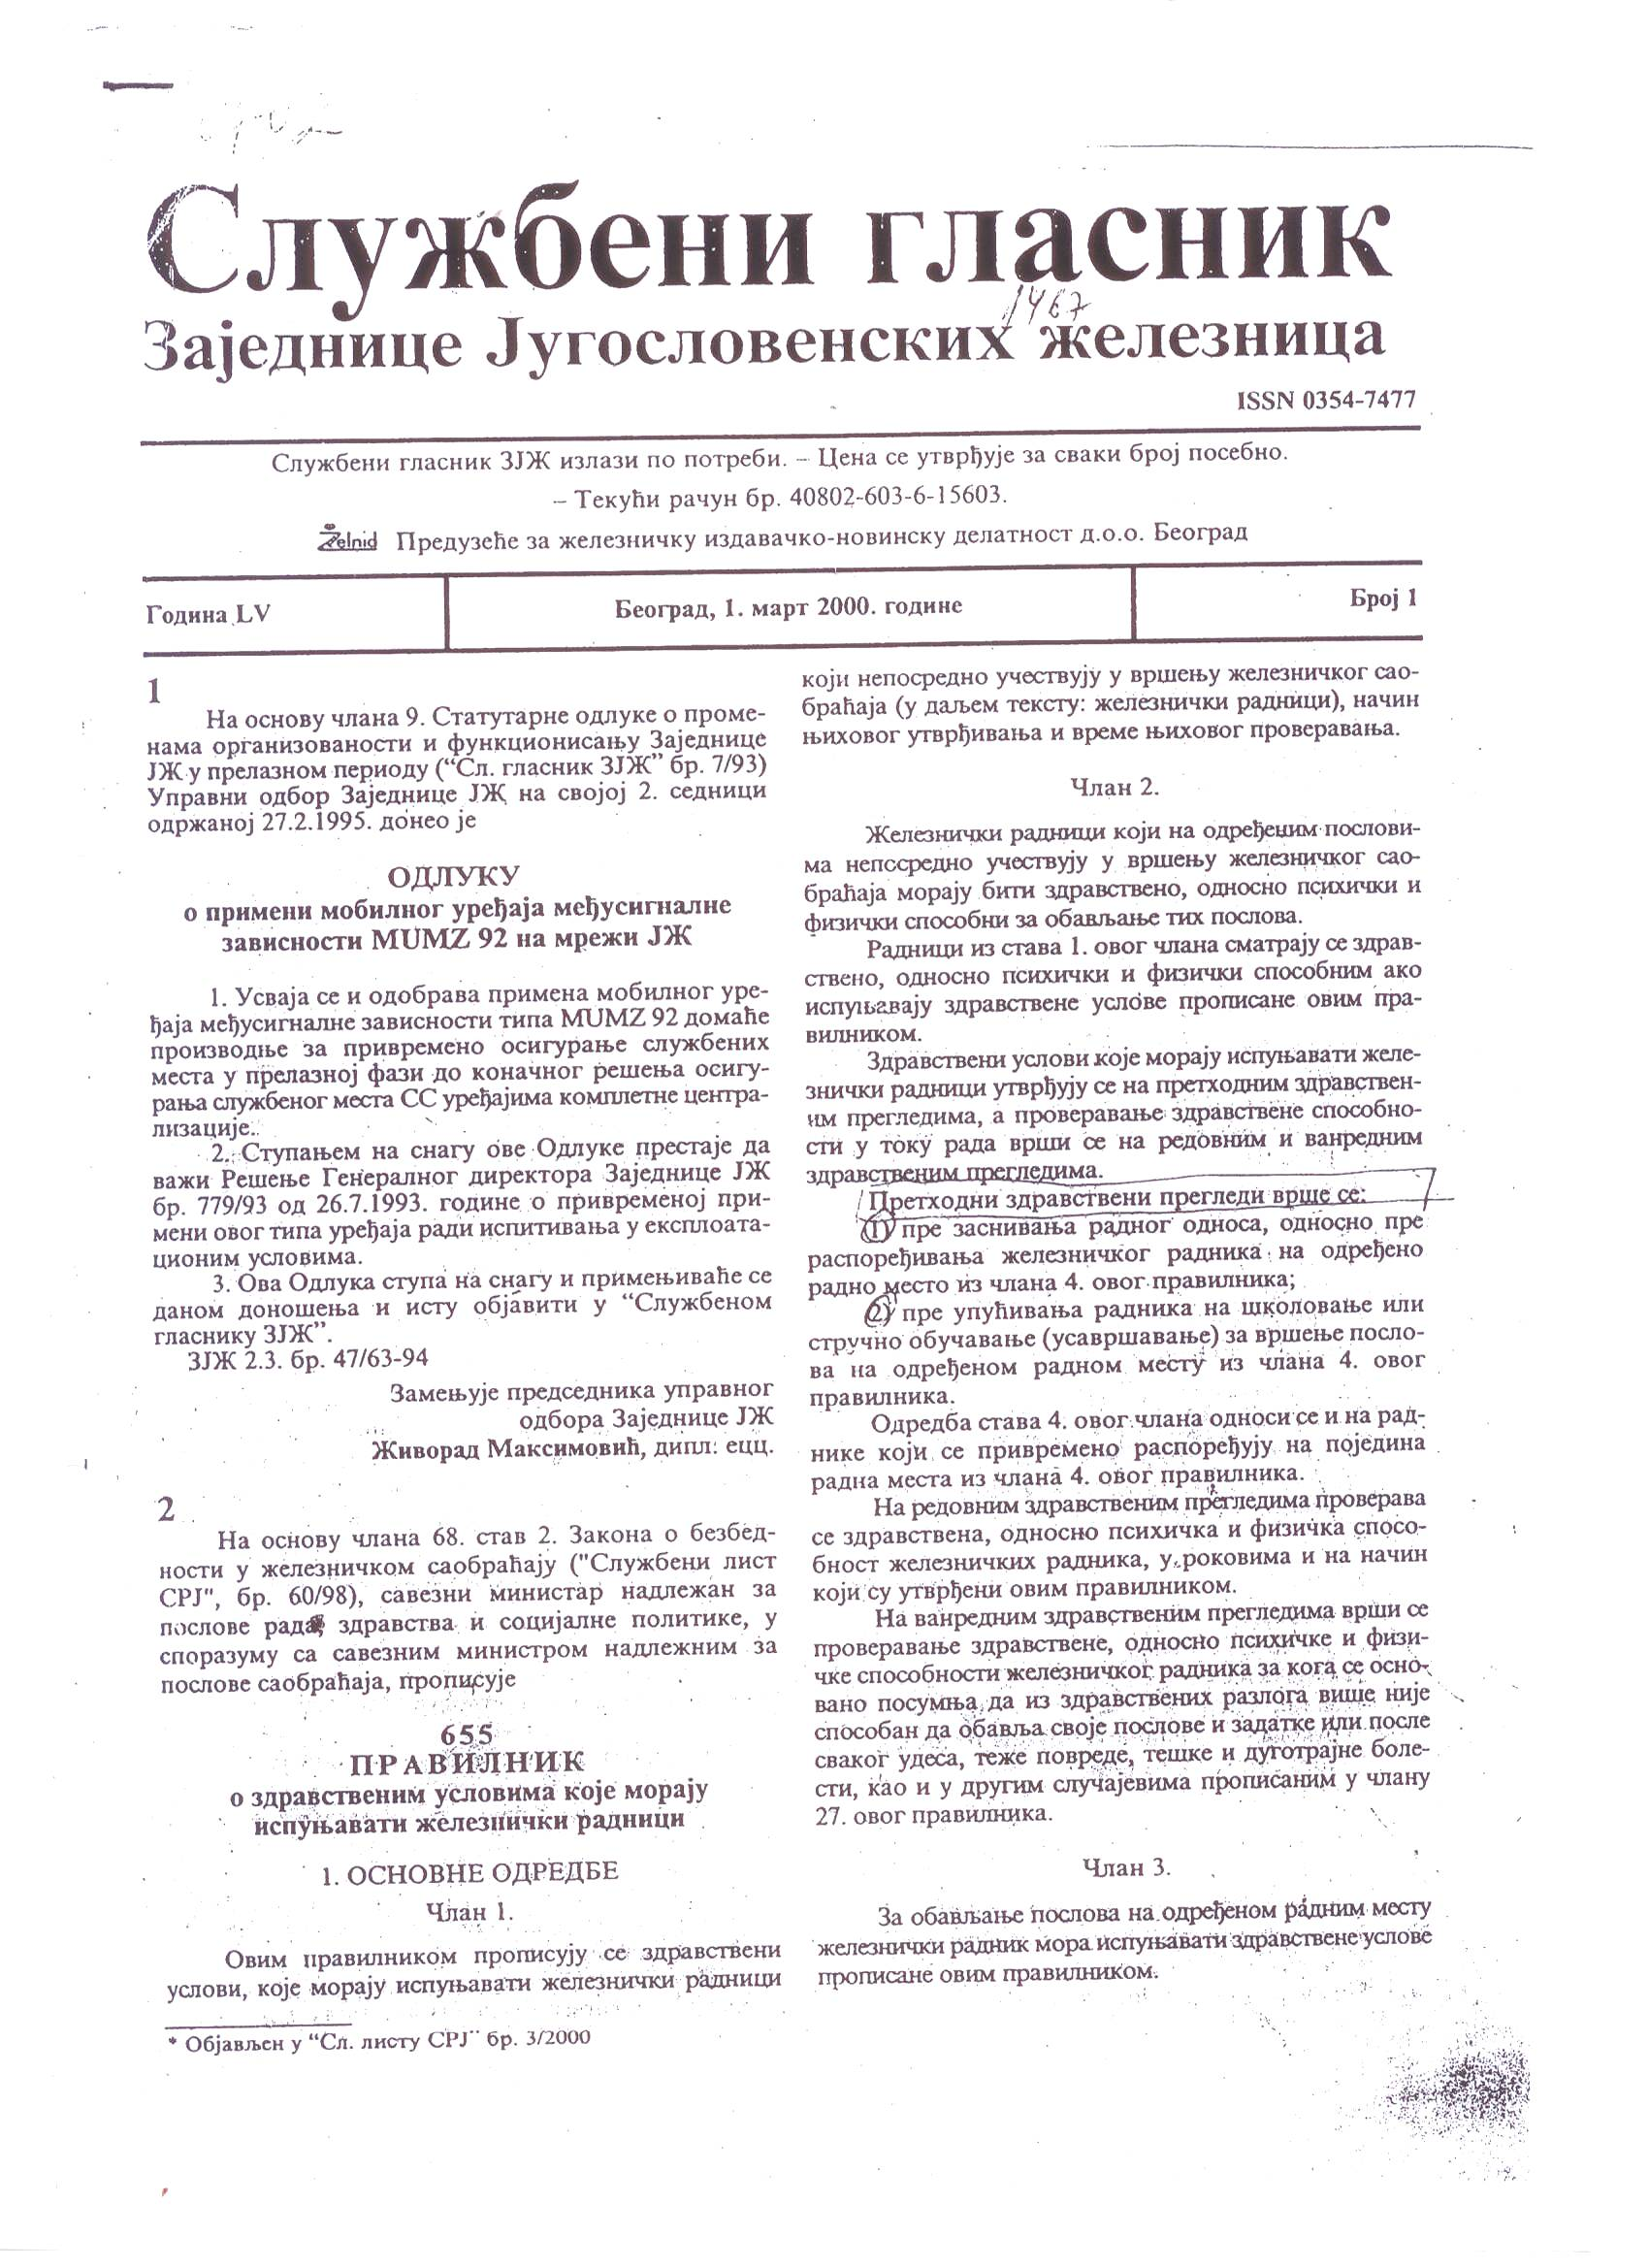 Службени гласник
1467
Заједнице Југословенских железница
ISSN 0354-7477
Службени гласник ЗЈЖ излази по потреби. – Цена се утврђује за сваки број посебно.
– Текући рачун бр. 40802-603-6-15603.
Želnid Предузеће за железничку издавачко-новинску делатност д.о.о. Београд
Година LV
Београд, 1. март 2000. године
Број 1
1
На основу члана 9. Статутарне одлуке о проме-
нама организованости и функционисању Заједнице
ЈЖ у прелазном периоду (“Сл. гласник ЗЈЖ” бр. 7/93)
Управни одбор Заједнице ЈЖ на својој 2. седници
одржаној 27.2.1995. донео је
ОДЛУКУ
о примени мобилног уређаја међусигналне
зависности MUMZ 92 на мрежи ЈЖ
1. Усваја се и одобрава примена мобилног уре-
ђаја међусигналне зависности типа MUMZ 92 домаће
производње за привремено осигурање службених
места у прелазној фази до коначног решења осигу-
рања службеног места СС уређајима комплетне центра-
лизације.
2. Ступањем на снагу ове Одлуке престаје да
важи Решење Генералног директора Заједнице ЈЖ
бр. 779/93 од 26.7.1993. године о привременој при-
мени овог типа уређаја ради испитивања у експлоата-
ционим условима.
3. Ова Одлука ступа на снагу и примењиваће се
даном доношења и исту објавити у “Службеном
гласнику ЗЈЖ”.
ЗЈЖ 2.3. бр. 47/63-94
Замењује председника управног
одбора Заједнице ЈЖ
Живорад Максимовић, дипл. ецц.
2
На основу члана 68. став 2. Закона о безбед-
ности у железничком саобраћају ("Службени лист
СРЈ", бр. 60/98), савезни министар надлежан за
послове рада, здравства и социјалне политике, у
споразуму са савезним министром надлежним за
послове саобраћаја, прописује
655
ПРАВИЛНИК
о здравственим условима које морају
испуњавати железнички радници
1. ОСНОВНЕ ОДРЕДБЕ
Члан 1.
Овим правилником прописују се здравствени
услови, које морају испуњавати железнички радници
* Објављен у “Сл. листу СРЈ” бр. 3/2000
који непосредно учествују у вршењу железничког сао-
браћаја (у даљем тексту: железнички радници), начин
њиховог утврђивања и време њиховог проверавања.
Члан 2.
Железнички радници који на одређеним послови-
ма непосредно учествују у вршењу железничког сао-
браћаја морају бити здравствено, односно психички и
физички способни за обављање тих послова.
Радници из става 1. овог члана сматрају се здрав-
ствено, односно психички и физички способним ако
испуњавају здравствене услове прописане овим пра-
вилником.
Здравствени услови које морају испуњавати желе-
знички радници утврђују се на претходним здравствен-
им прегледима, а проверавање здравствене способно-
сти у току рада врши се на редовним и ванредним
здравственим прегледима.
Претходни здравствени прегледи врше се:
1) пре заснивања радног односа, односно пре
распоређивања железничког радника на одређено
радно место из члана 4. овог правилника;
2) пре упућивања радника на школовање или
стручно обучавање (усавршавање) за вршење посло-
ва на одређеном радном месту из члана 4. овог
правилника.
Одредба става 4. овог члана односи се и на рад-
нике који се привремено распоређују на поједина
радна места из члана 4. овог правилника.
На редовним здравственим прегледима проверава
се здравствена, односно психичка и физичка спосо-
бност железничких радника, у роковима и на начин
који су утврђени овим правилником.
На ванредним здравственим прегледима врши се
проверавање здравствене, односно психичке и физи-
чке способности железничког радника за кога се осно-
вано посумња да из здравствених разлога више није
способан да обавља своје послове и задатке или после
сваког удеса, теже повреде, тешке и дуготрајне боле-
сти, као и у другим случајевима прописаним у члану
27. овог правилника.
Члан 3.
За обављање послова на одређеном радним месту
железнички радник мора испуњавати здравствене услове
прописане овим правилником.